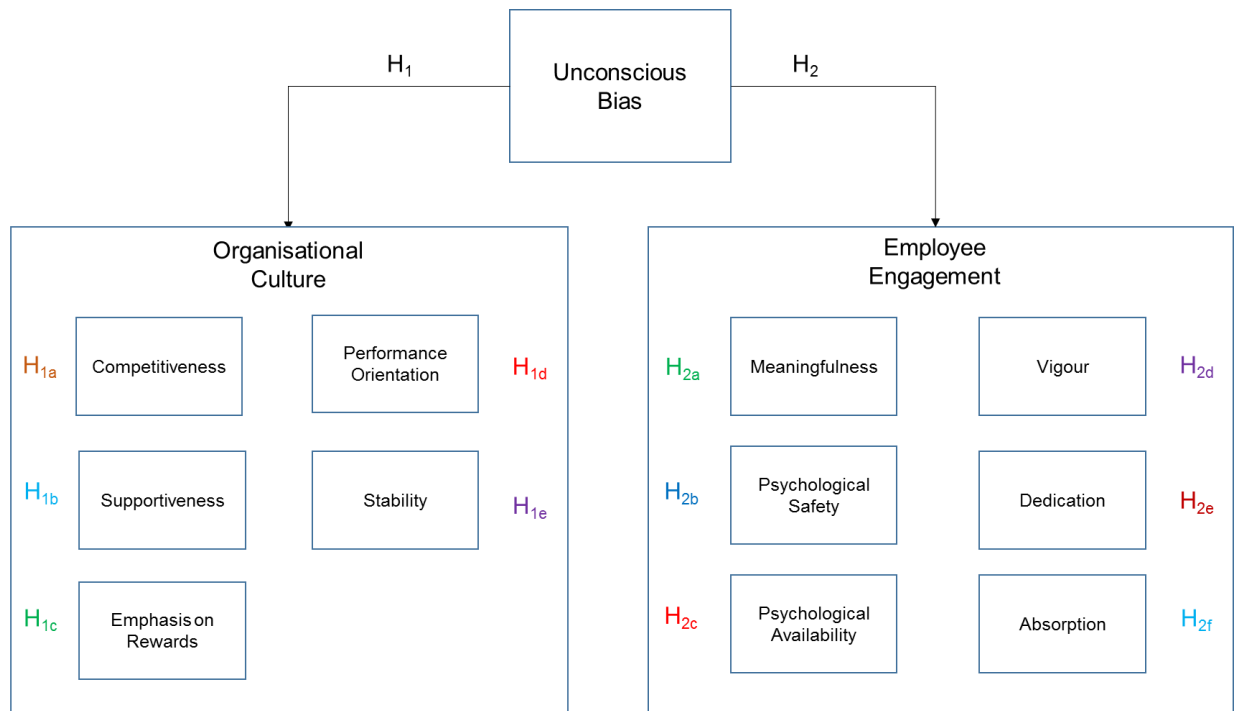 Unconscious
Bias
H1
H2
Organisational
Culture
H1a
Competitiveness
Performance
Orientation
H1d
H1b
Supportiveness
Stability
H1e
H1c
Emphasis on
Rewards
Employee
Engagement
H2a
Meaningfulness
Vigour
H2d
H2b
Psychological
Safety
Dedication
H2e
H2c
Psychological
Availability
Absorption
H2f